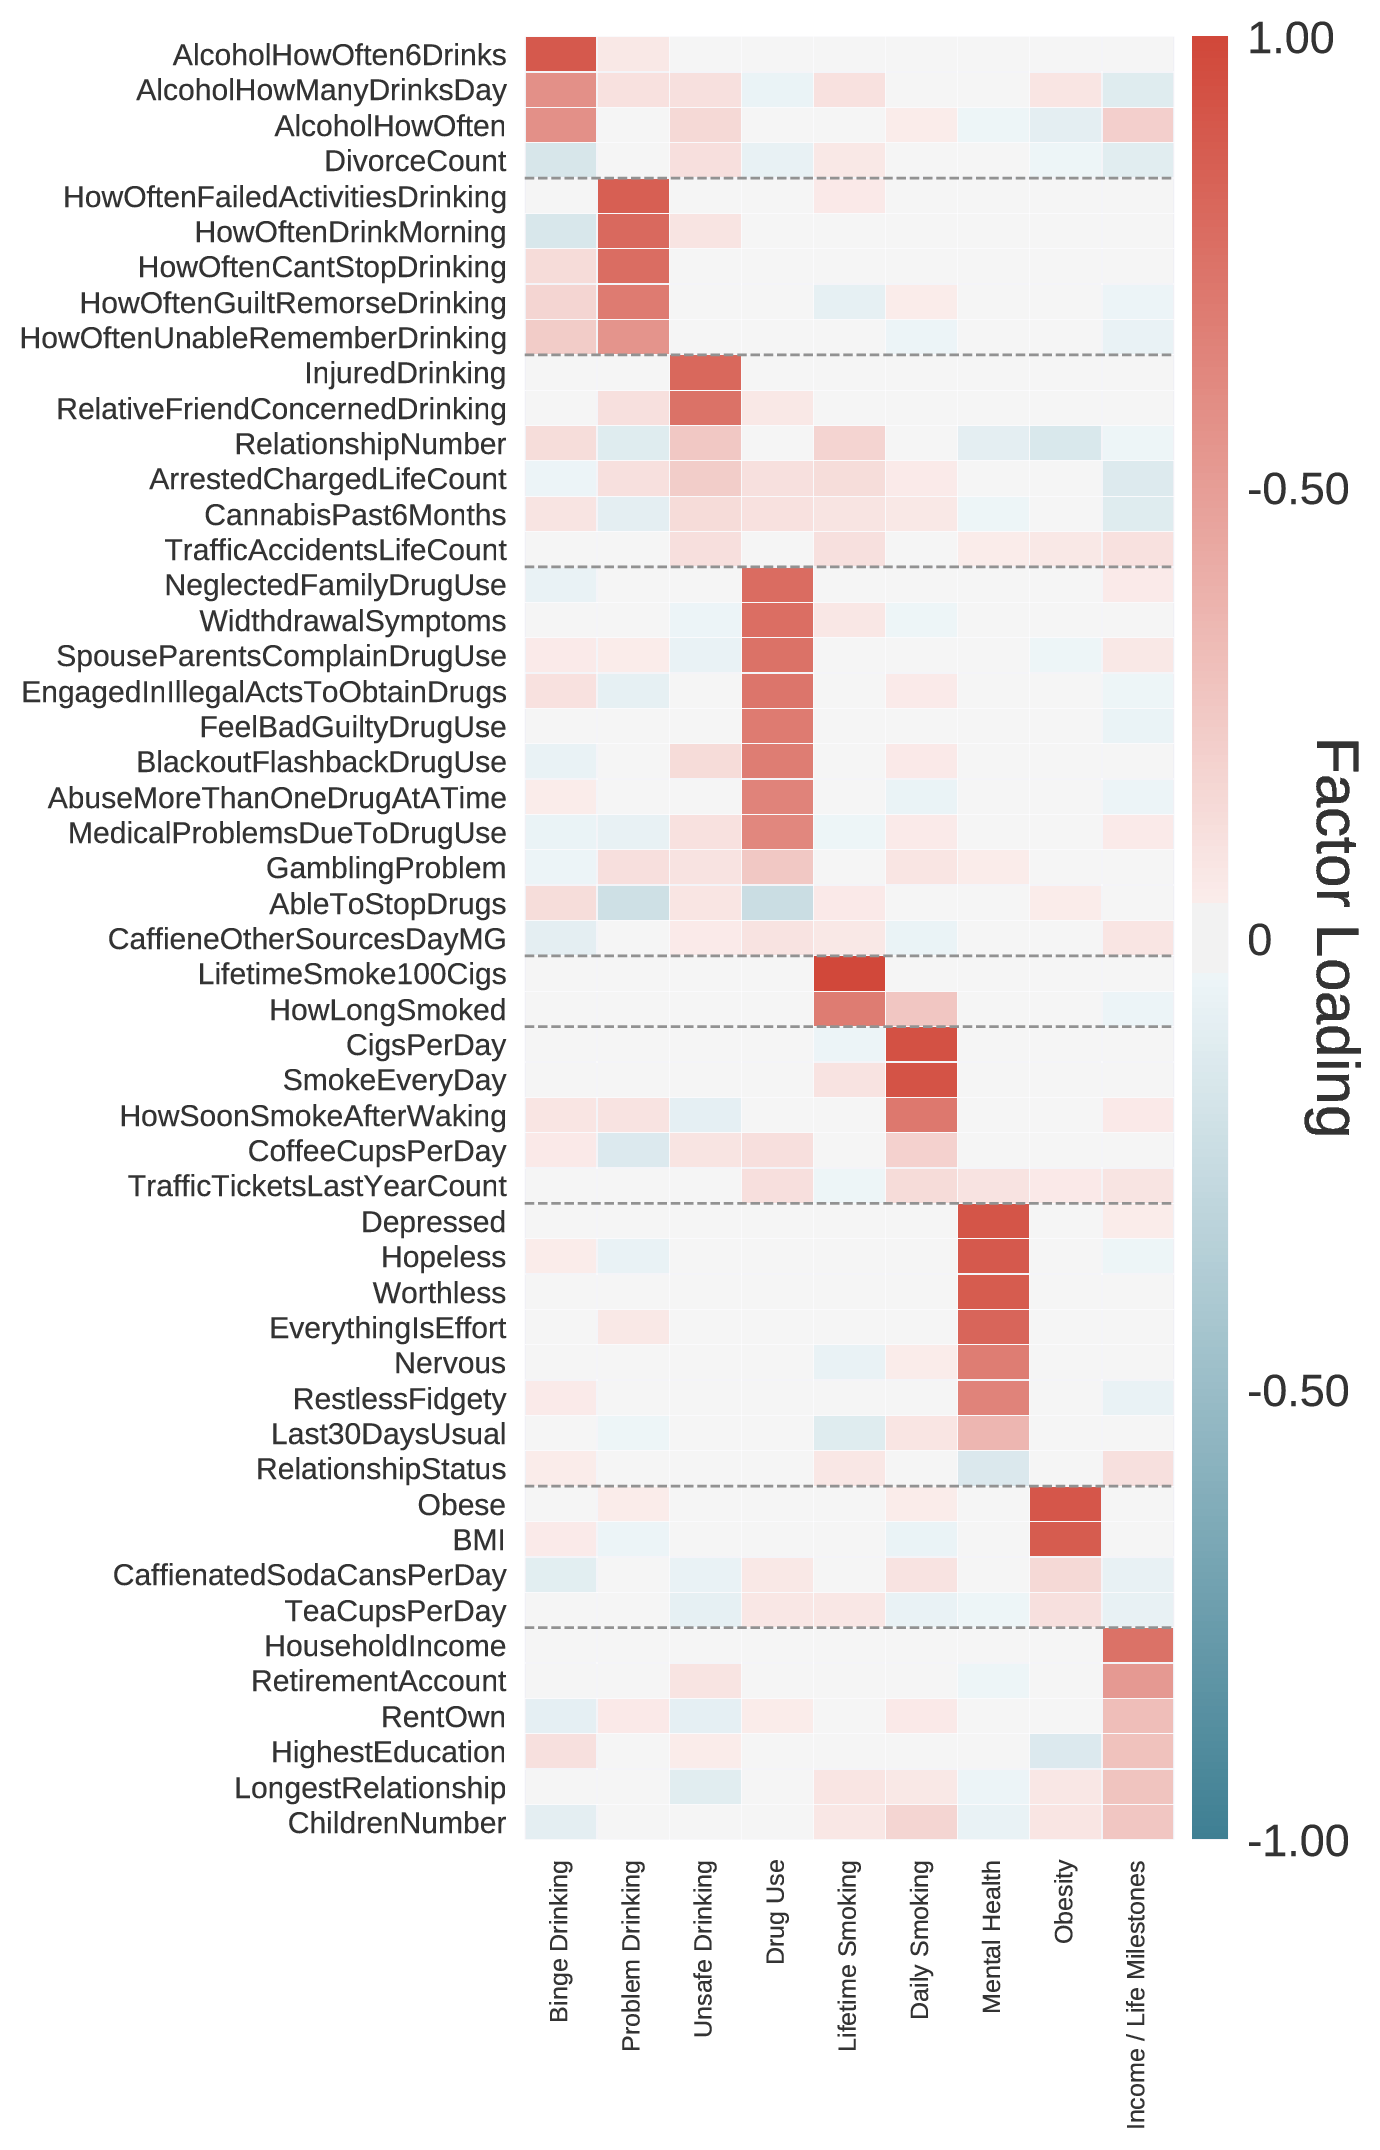 AlcoholHowOften6Drinks
AlcoholHowManyDrinksDay
AlcoholHowOften
DivorceCount
HowOftenFailedActivitiesDrinking
HowOftenDrinkMorning
HowOftenCantStopDrinking
HowOftenGuiltRemorseDrinking
HowOftenUnableRememberDrinking
InjuredDrinking
RelativeFriendConcernedDrinking
RelationshipNumber
ArrestedChargedLifeCount
CannabisPast6Months
TrafficAccidentsLifeCount
NeglectedFamilyDrugUse
WidthdrawalSymptoms
SpouseParentsComplainDrugUse
EngagedInIllegalActsToObtainDrugs
FeelBadGuiltyDrugUse
BlackoutFlashbackDrugUse
AbuseMoreThanOneDrugAtATime
MedicalProblemsDueToDrugUse
GamblingProblem
AbleToStopDrugs
CaffieneOtherSourcesDayMG
LifetimeSmoke100Cigs
HowLongSmoked
CigsPerDay
SmokeEveryDay
HowSoonSmokeAfterWaking
CoffeeCupsPerDay
TrafficTicketsLastYearCount
Depressed
Hopeless
Worthless
EverythingIsEffort
Nervous
RestlessFidgety
Last30DaysUsual
RelationshipStatus
Obese
BMI
CaffienatedSodaCansPerDay
TeaCupsPerDay
HouseholdIncome
RetirementAccount
RentOwn
HighestEducation
LongestRelationship
ChildrenNumber
Binge Drinking
Problem Drinking
Unsafe Drinking
Drug Use
Lifetime Smoking
Daily Smoking
Mental Health
Obesity
Income / Life Milestones
1.00
-0.50
0
-0.50
-1.00
Factor Loading